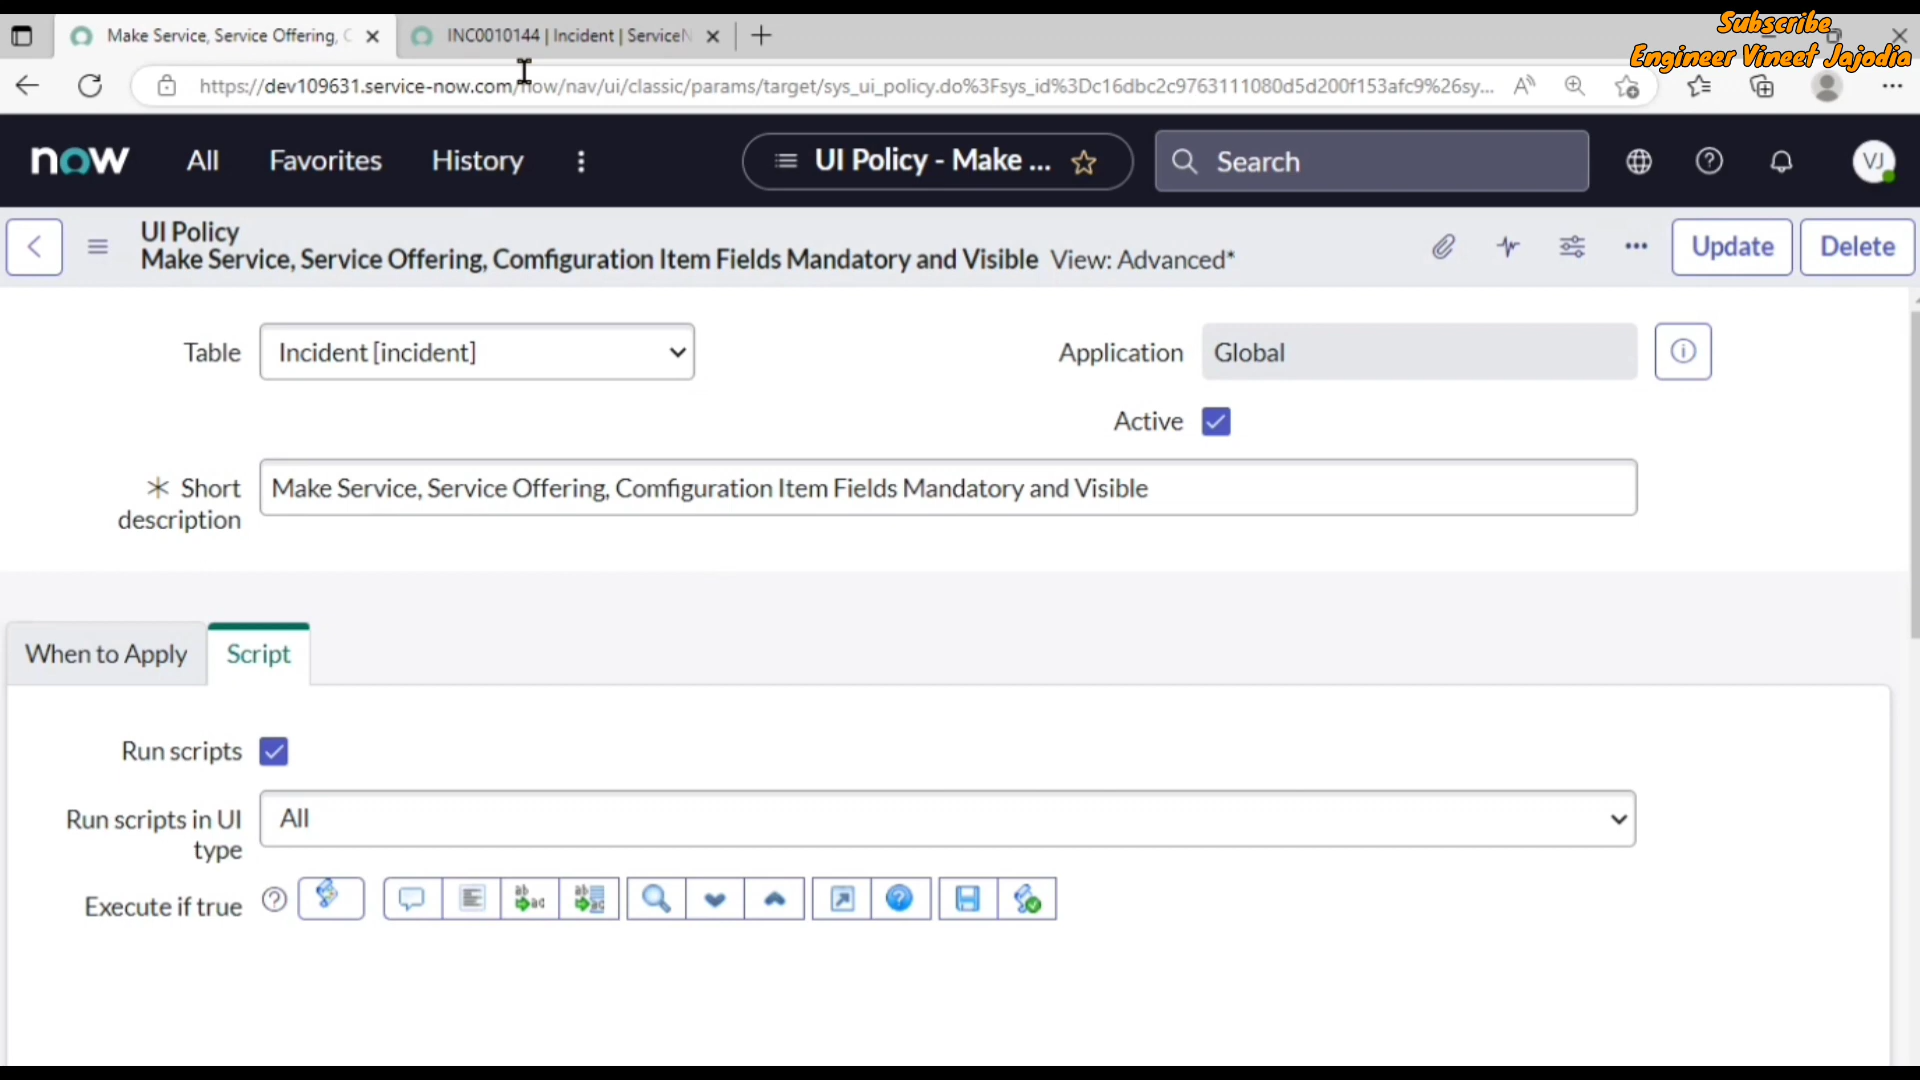 Make Service, Service Offering, C
INC0010144 | Incident | ServiceN
Subscribe
Engineer Vineet Jajodia
https://dev109631.service-now.com/now/nav/ui/classic/params/target/sys_ui_policy.do%3Fsys_id%3Dc16dbc2c9763111080d5d200f153afc9%26sy...
now
All
Favorites
History
UI Policy - Make ...
Search
VJ
UI Policy
Make Service, Service Offering, Comfiguration Item Fields Mandatory and Visible View: Advanced*
Update
Delete
Table
Incident [incident]
Application
Global
Active
Short description
Make Service, Service Offering, Comfiguration Item Fields Mandatory and Visible
When to Apply
Script
Run scripts
Run scripts in UI type
All
Execute if true